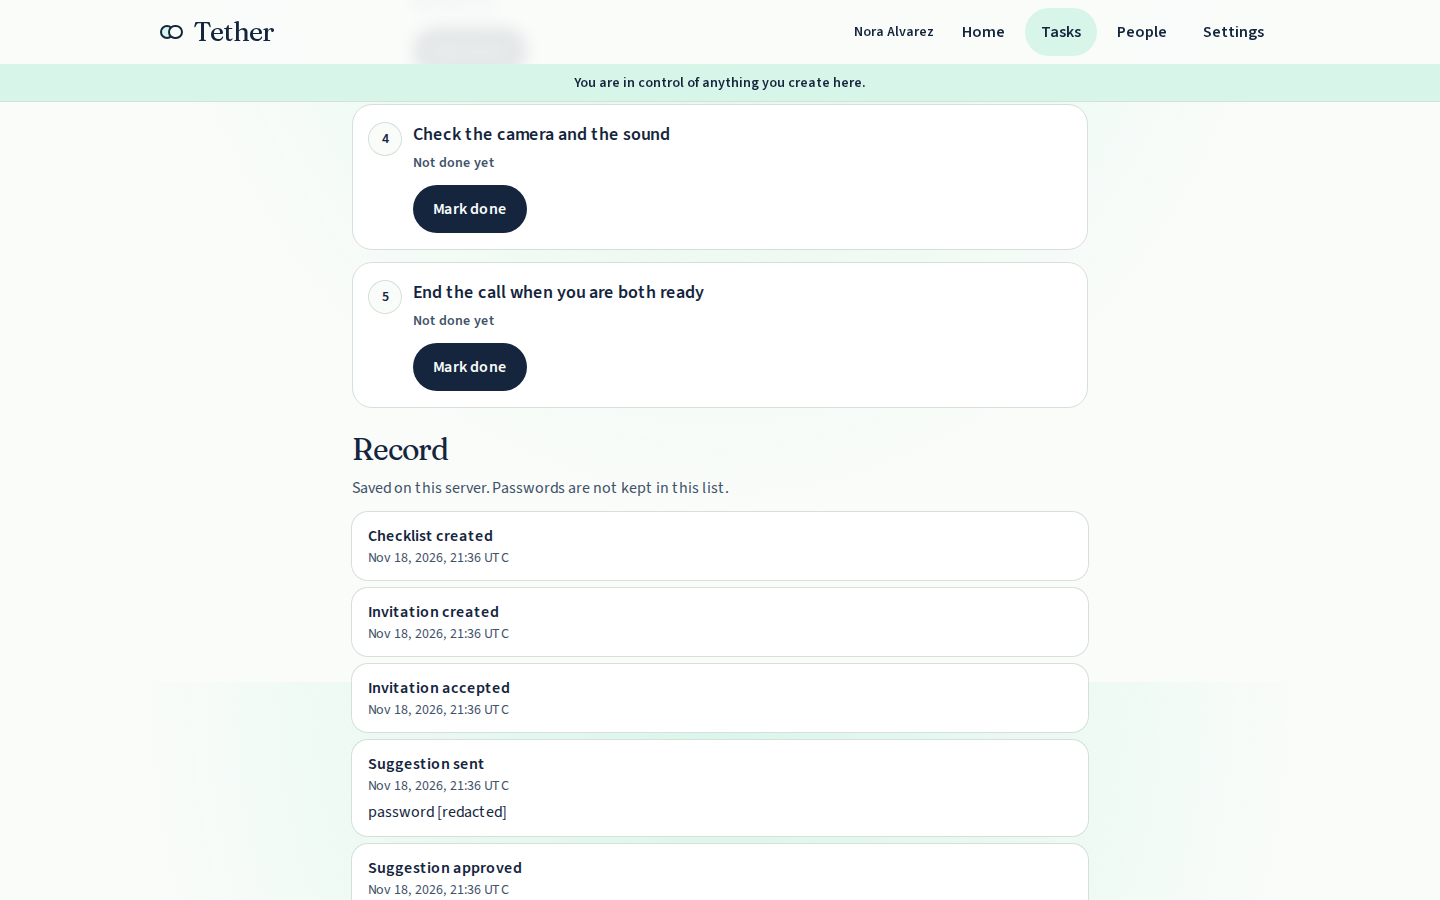 Tether
Nora Alvarez
Home
Tasks
People
Settings
You are in control of anything you create here.
4
Check the camera and the sound
Not done yet
Mark done
5
End the call when you are both ready
Not done yet
Mark done
Record
Saved on this server. Passwords are not kept in this list.
Checklist created
Nov 18, 2026, 21:36 UTC
Invitation created
Nov 18, 2026, 21:36 UTC
Invitation accepted
Nov 18, 2026, 21:36 UTC
Suggestion sent
Nov 18, 2026, 21:36 UTC
password [redacted]
Suggestion approved
Nov 18, 2026, 21:36 UTC